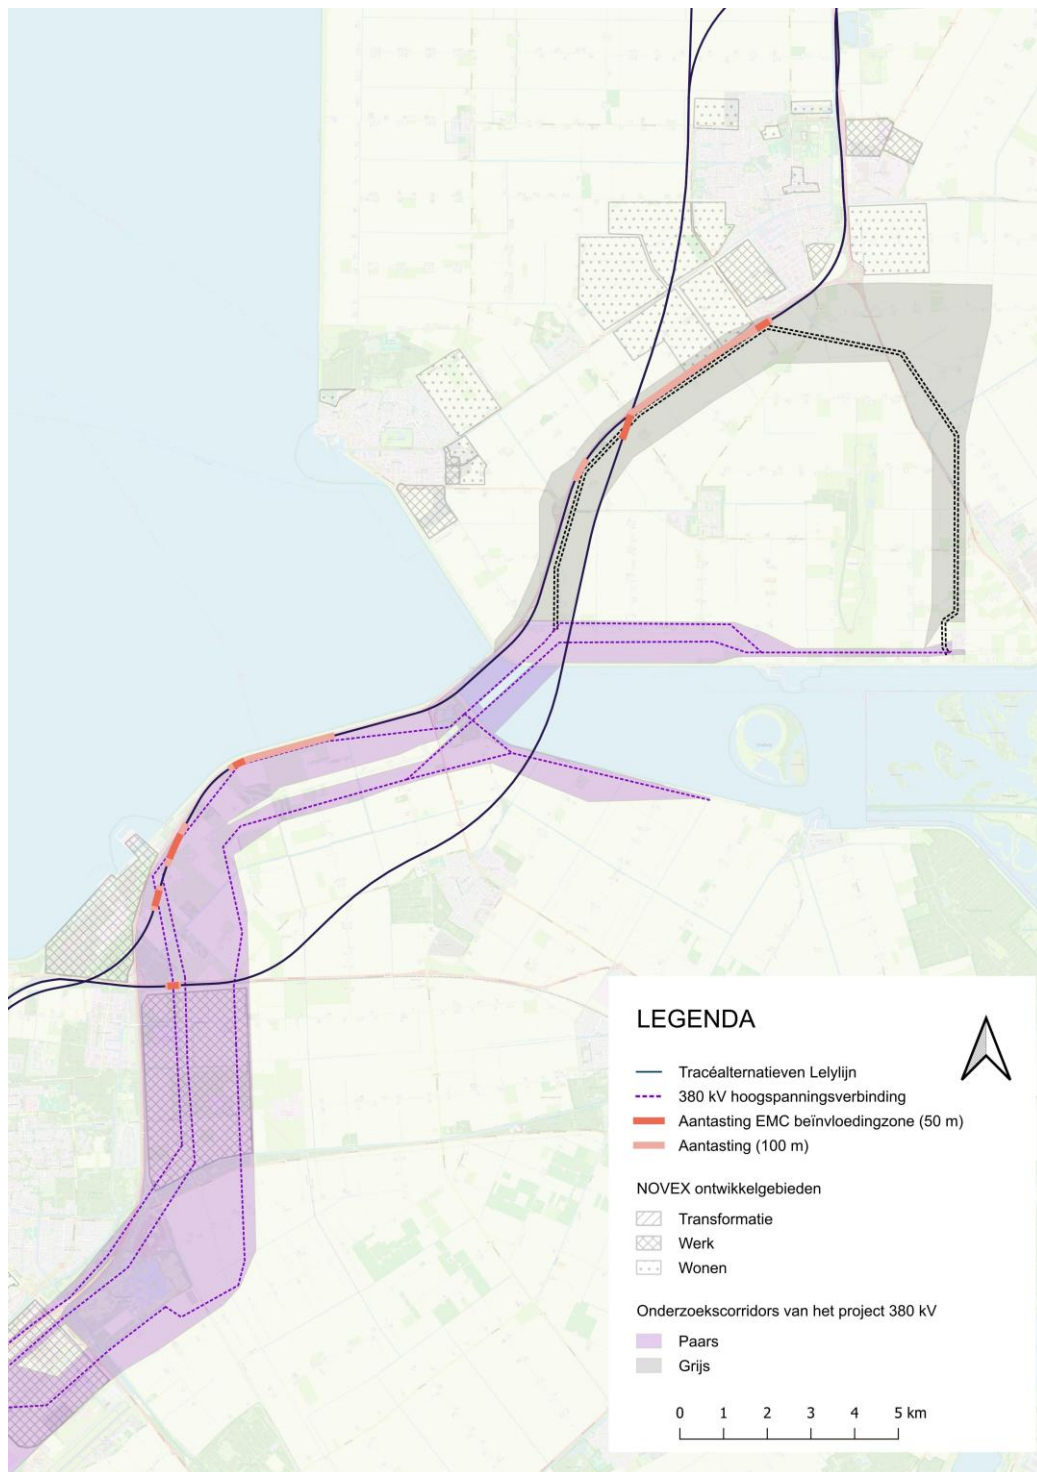 LEGENDA
Tracéalternatieven Lelylijn
380 kV hoogspanningsverbinding
Aantasting EMC beïnvloedingzone (50 m)
Aantasting (100 m)
NOVEX ontwikkelgebieden
Transformatie
Werk
Wonen
Onderzoekscorridors van het project 380 kV
Paars
Grijs
0 1 2 3 4 5 km